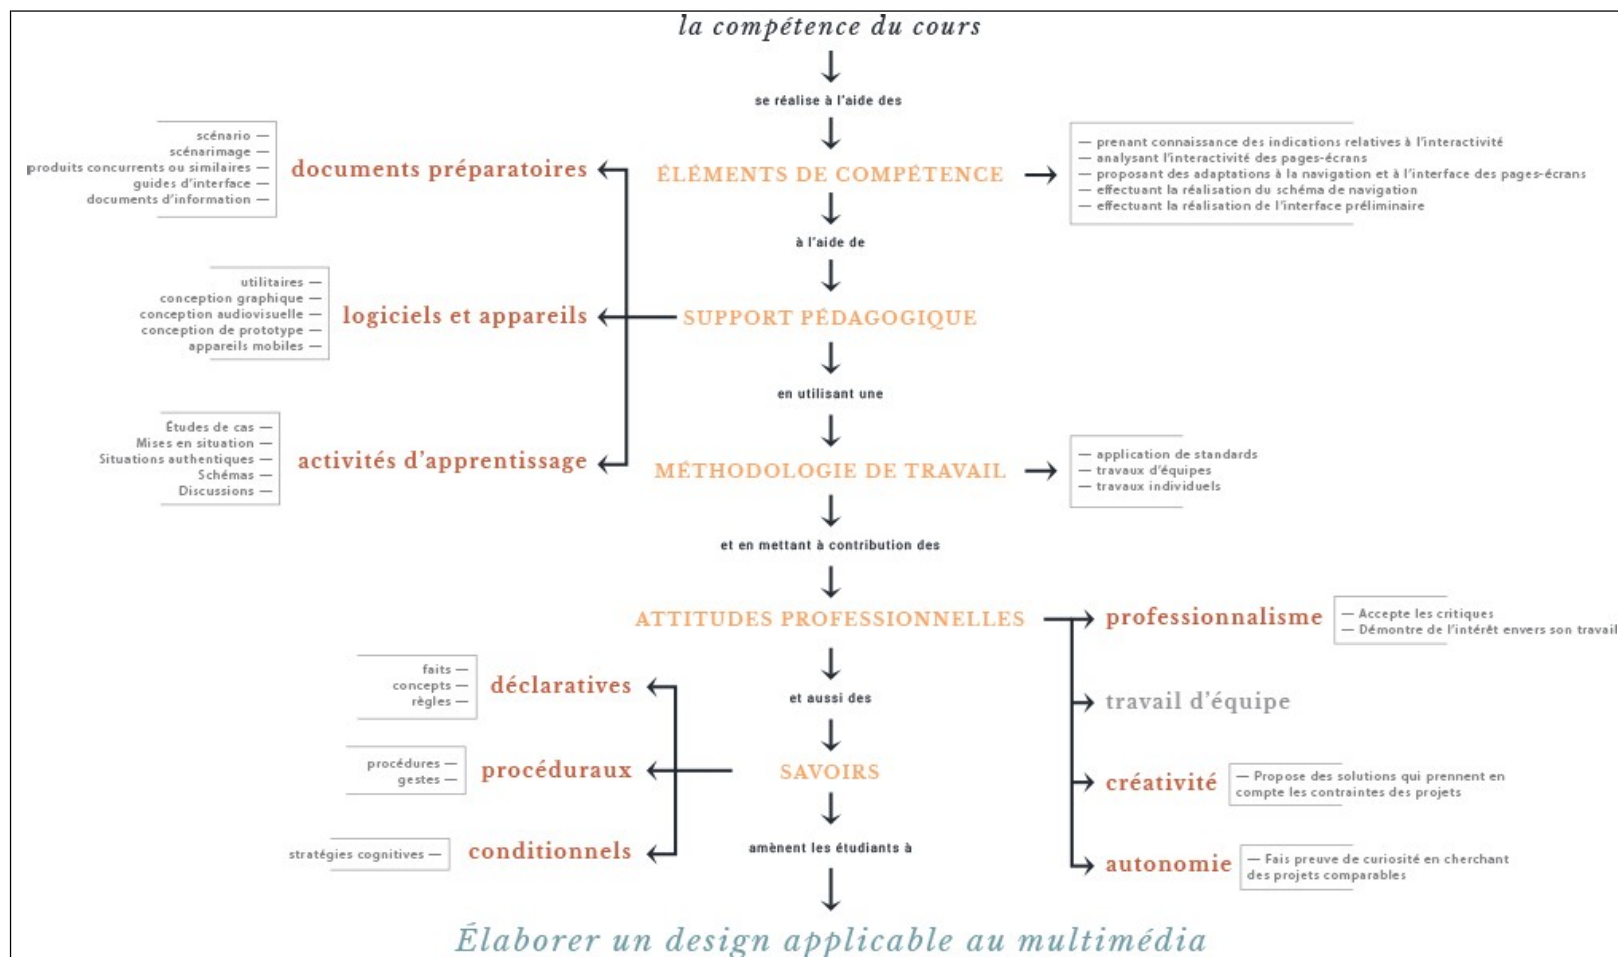 la compétence du cours
se réalise à l'aide des
scénario —
scénarimage —
produits concurrents ou similaires —
guides d'interface —
documents d'information —
documents préparatoires
ÉLÉMENTS DE COMPÉTENCE
— prenant connaissance des indications relatives à l'interactivité
— analysant l'interactivité des pages-écrans
— proposant des adaptations à la navigation et à l'interface des pages-écrans
— effectuant la réalisation du schéma de navigation
— effectuant la réalisation de l'interface préliminaire
à l'aide de
utilitaires —
conception graphique —
conception audiovisuelle —
conception de prototype —
appareils mobiles —
logiciels et appareils
SUPPORT PÉDAGOGIQUE
en utilisant une
Études de cas —
Mises en situation —
Situations authentiques —
Schémas —
Discussions —
activités d'apprentissage
MÉTHODOLOGIE DE TRAVAIL
— application de standards
— travaux d'équipes
— travaux individuels
et en mettant à contribution des
ATTITUDES PROFESSIONNELLES
professionnalisme
— Accepte les critiques
— Démontre de l'intérêt envers son travail
faits —
concepts —
règles —
déclaratives
et aussi des
travail d'équipe
procédures —
gestes —
procéduraux
SAVOIRS
créativité
— Propose des solutions qui prennent en
compte les contraintes des projets
stratégies cognitives —
conditionnels
amènent les étudiants à
autonomie
— Fais preuve de curiosité en cherchant
des projets comparables
Élaborer un design applicable au multimédia